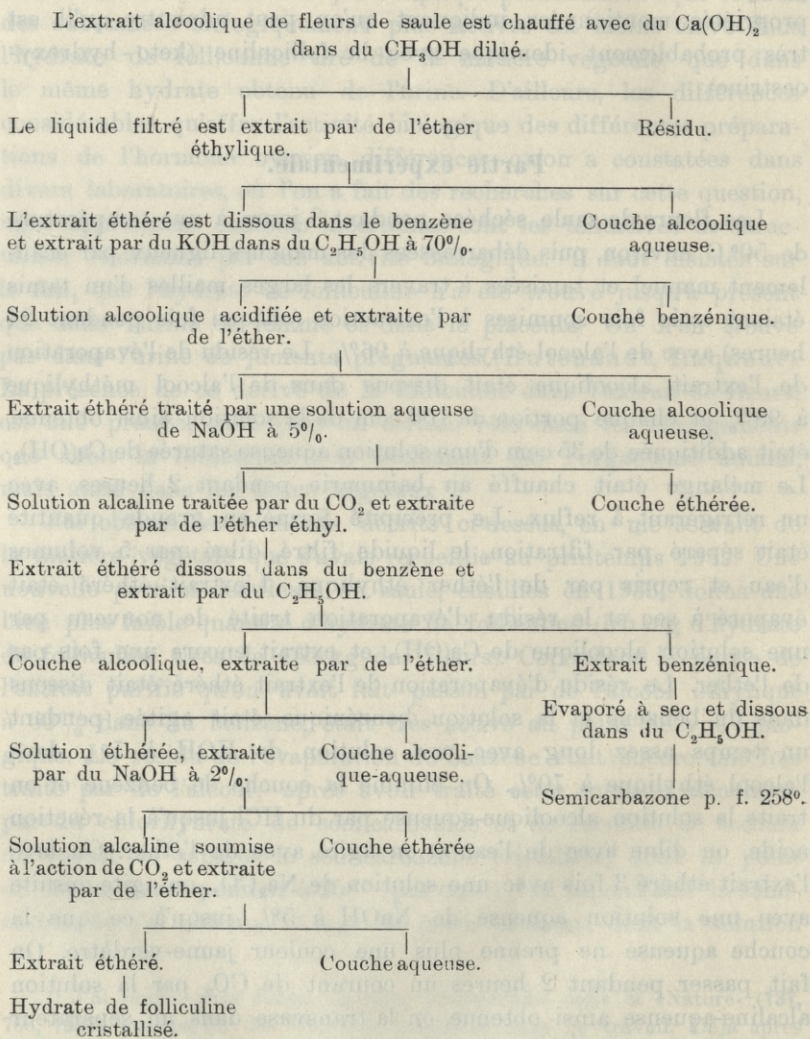 L'extrait alcoolique de fleurs de saule est chauffé avec du Ca(OH)₂
dans du CH₃OH dilué.
Le liquide filtré est extrait par de l'éther
éthylique.
Résidu.
L'extrait éthéré est dissous dans le benzène
et extrait par du KOH dans du C₂H₅OH à 70⁰/₀.
Couche alcoolique
aqueuse.
Solution alcoolique acidifiée et extraite par
de l'éther.
Couche benzénique.
Extrait éthéré traité par une solution aqueuse
de NaOH à 5⁰/₀.
Couche alcoolique
aqueuse.
Solution alcaline traitée par du CO₂ et extraite
par de l'éther éthyl.
Couche éthérée.
Extrait éthéré dissous dans du benzène et
extrait par du C₂H₅OH.
Couche alcoolique, extraite par de l'éther.
Extrait benzénique.
Evaporé à sec et dissous
dans du C₂H₅OH.
Semicarbazone p. f. 258⁰.
Solution éthérée, extraite
par du NaOH à 2⁰/₀.
Couche alcooli-
que-aqueuse.
Solution alcaline soumise
à l'action de CO₂ et extraite
par de l'éther.
Couche éthérée
Extrait éthéré.
Couche aqueuse.
Hydrate de folliculine
cristallisé.